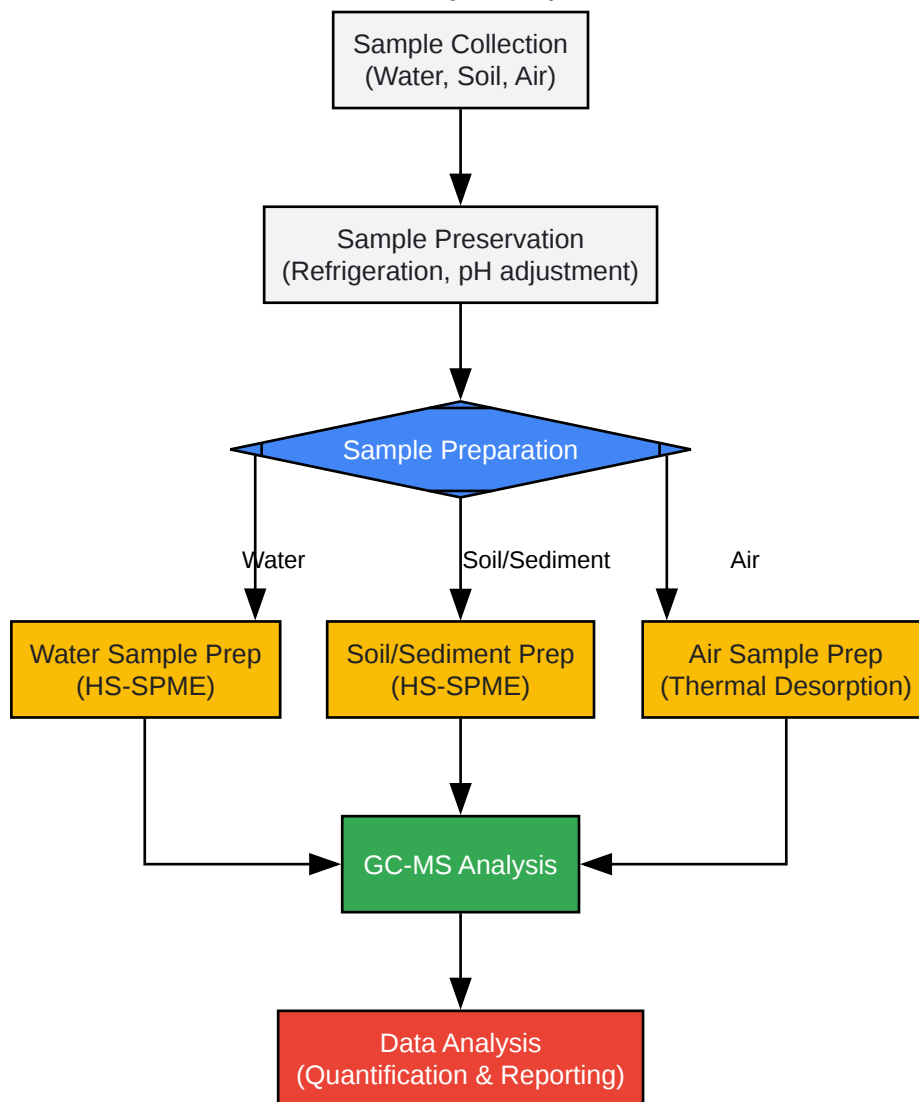 Sample Collection
(Water, Soil, Air)
Sample Preservation
(Refrigeration, pH adjustment)
Sample Preparation
Water
Soil/Sediment
Air
Water Sample Prep
(HS-SPME)
Soil/Sediment Prep
(HS-SPME)
Air Sample Prep
(Thermal Desorption)
GC-MS Analysis
Data Analysis
(Quantification & Reporting)